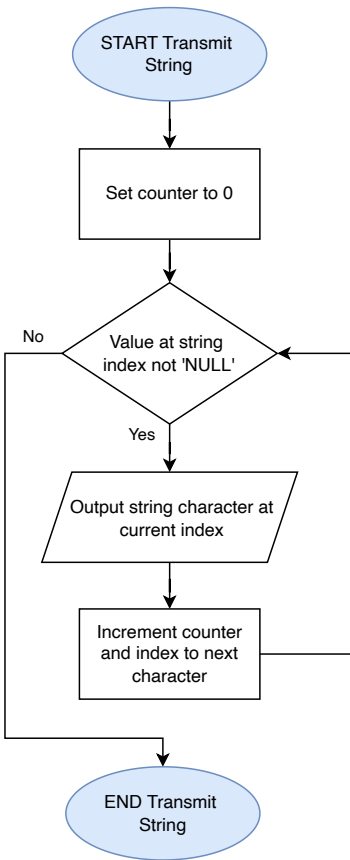 START Transmit
String
Set counter to 0
No
Value at string
index not 'NULL'
Yes
Output string character at
current index
Increment counter
and index to next
character
END Transmit
String